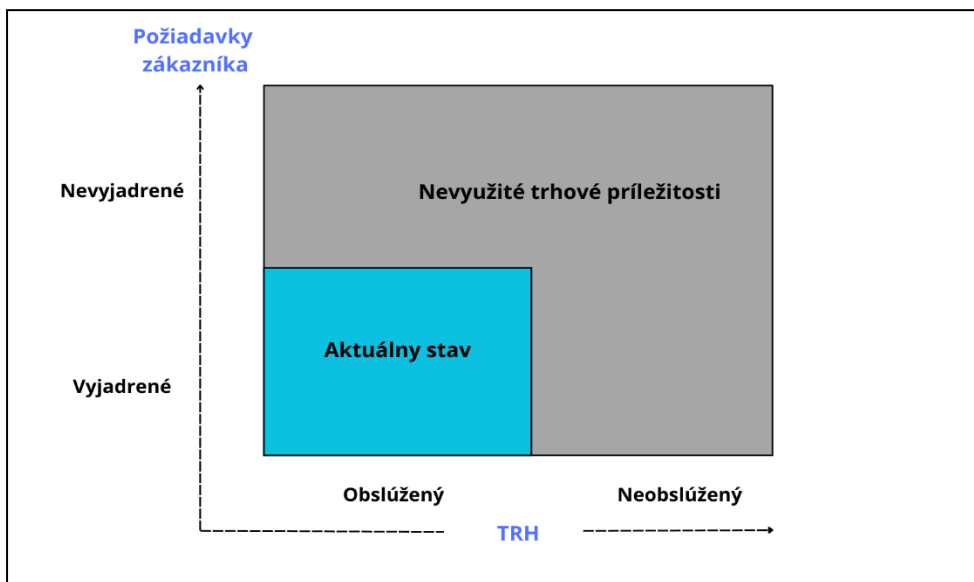 Požiadavky
zákazníka
Nevyjadrené
Nevyužité trhové príležitosti
Aktuálny stav
Vyjadrené
Obslúžený
Neobslúžený
TRH